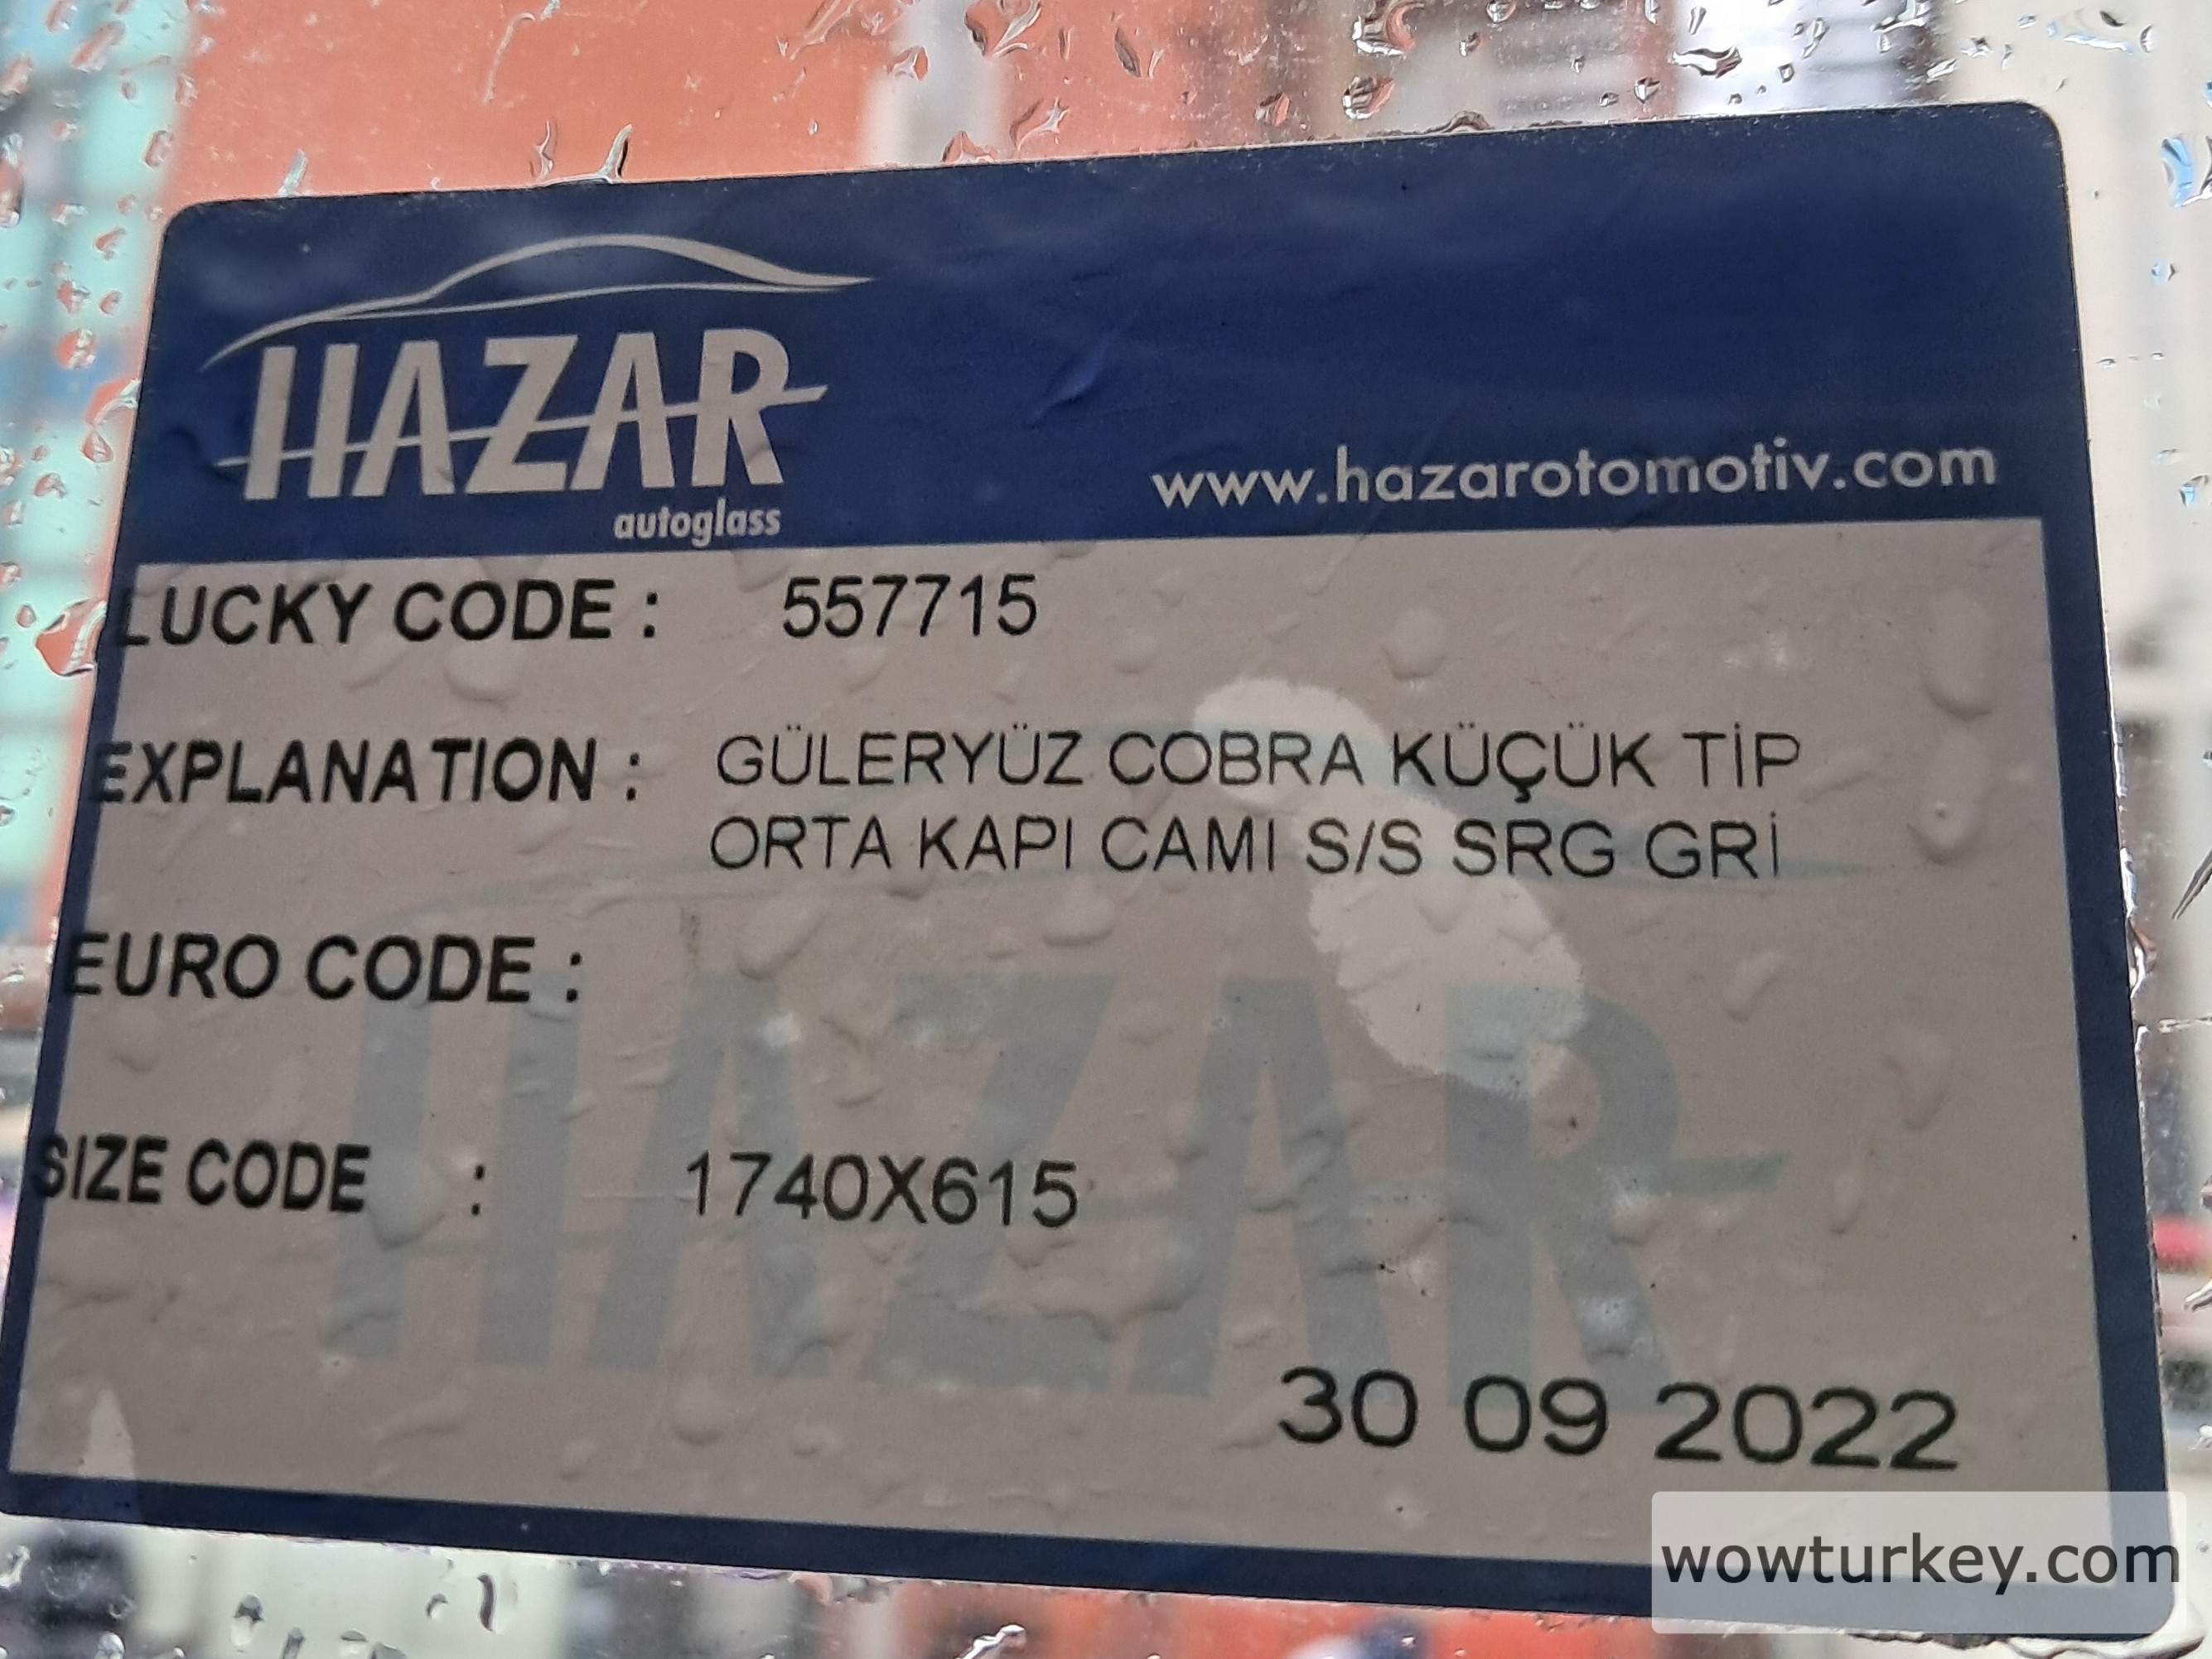 HAZAR
autoglass
www.hazarotomotiv.com
LUCKY CODE : 557715
EXPLANATION : GÜLERYÜZ COBRA KÜÇÜK TİP
ORTA KAPI CAMI S/S SRG GRİ
EURO CODE :
SIZE CODE : 1740X615
HAZAR
30 09 2022
wowturkey.com